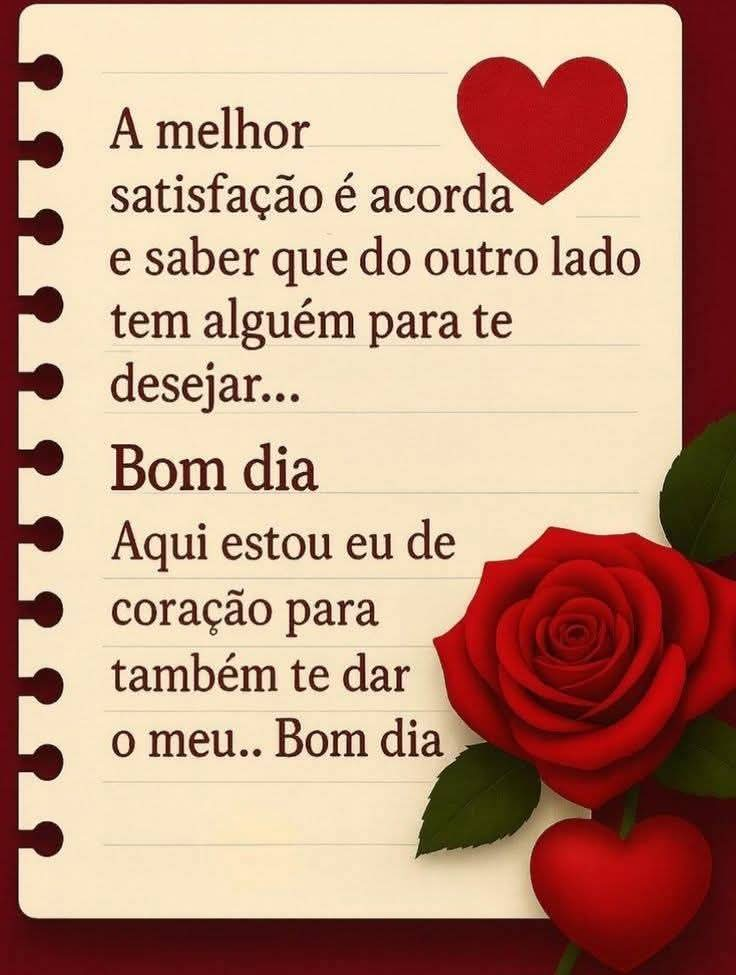 A melhor
satisfação é acorda
e saber que do outro lado
tem alguém para te
desejar...
Bom dia
Aqui estou eu de
coração para
também te dar
o meu.. Bom dia